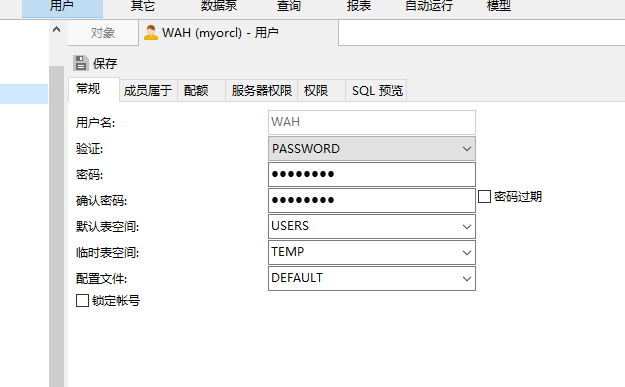 用户 其它 数据泵 查询 报表 自动运行 模型
对象 WAH (myorcl) - 用户
保存
常规 成员属于 配额 服务器权限 权限 SQL 预览
用户名: WAH
验证: PASSWORD
密码: ●●●●●●●●
确认密码: ●●●●●●●● 密码过期
默认表空间: USERS
临时表空间: TEMP
配置文件: DEFAULT
锁定帐号